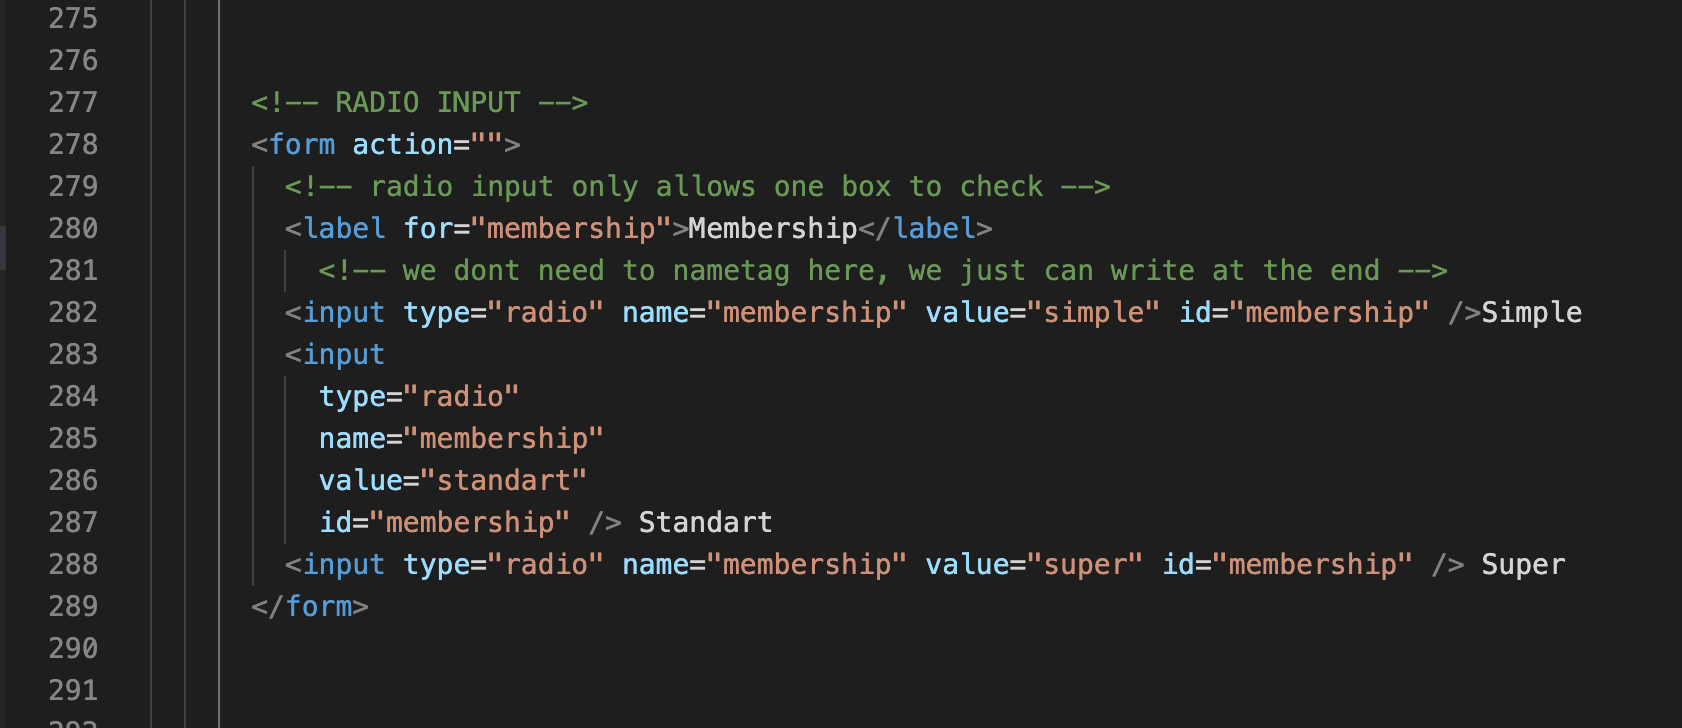 275
276
277 <!-- RADIO INPUT -->
278 <form action="">
279 <!-- radio input only allows one box to check -->
280 <label for="membership">Membership</label>
281 <!-- we dont need to nametag here, we just can write at the end -->
282 <input type="radio" name="membership" value="simple" id="membership" />Simple
283 <input
284 type="radio"
285 name="membership"
286 value="standart"
287 id="membership" /> Standart
288 <input type="radio" name="membership" value="super" id="membership" /> Super
289 </form>
290
291